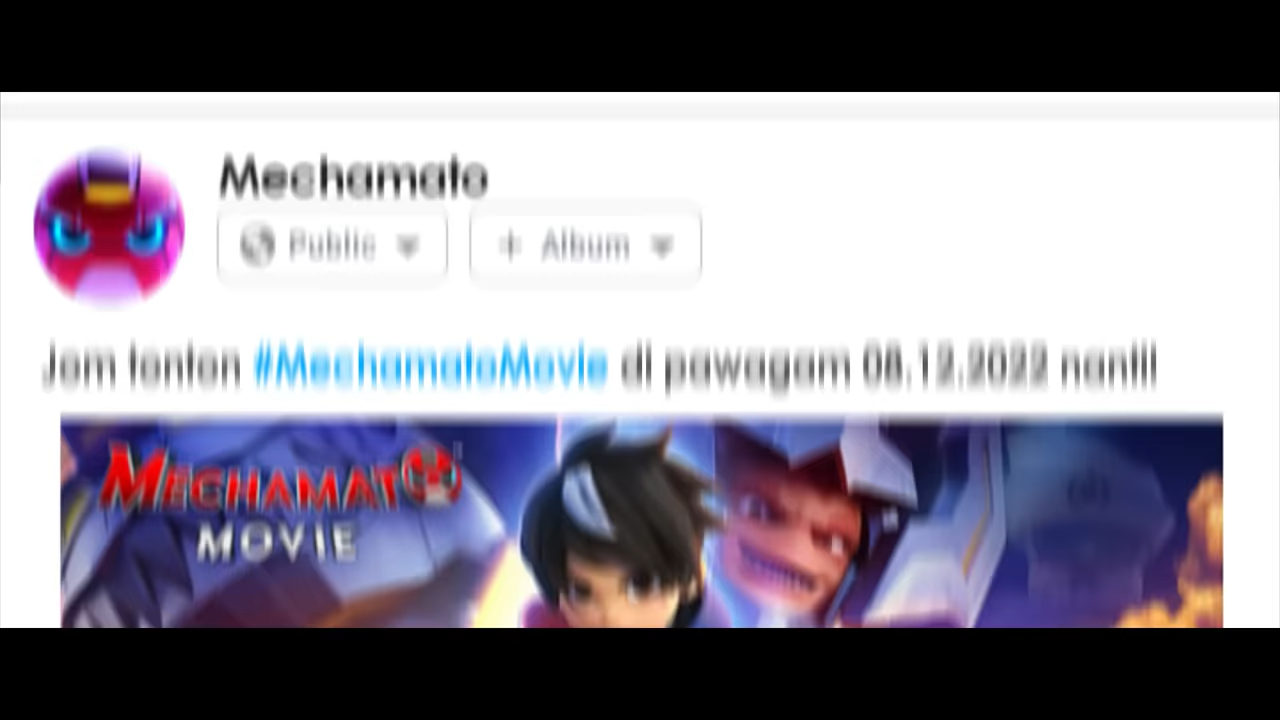 Mechamato
Public
+ Album
Jom tonton #MechamatoMovie di pawagam 08.12.2022 nanti!
MECHAMATO
MOVIE